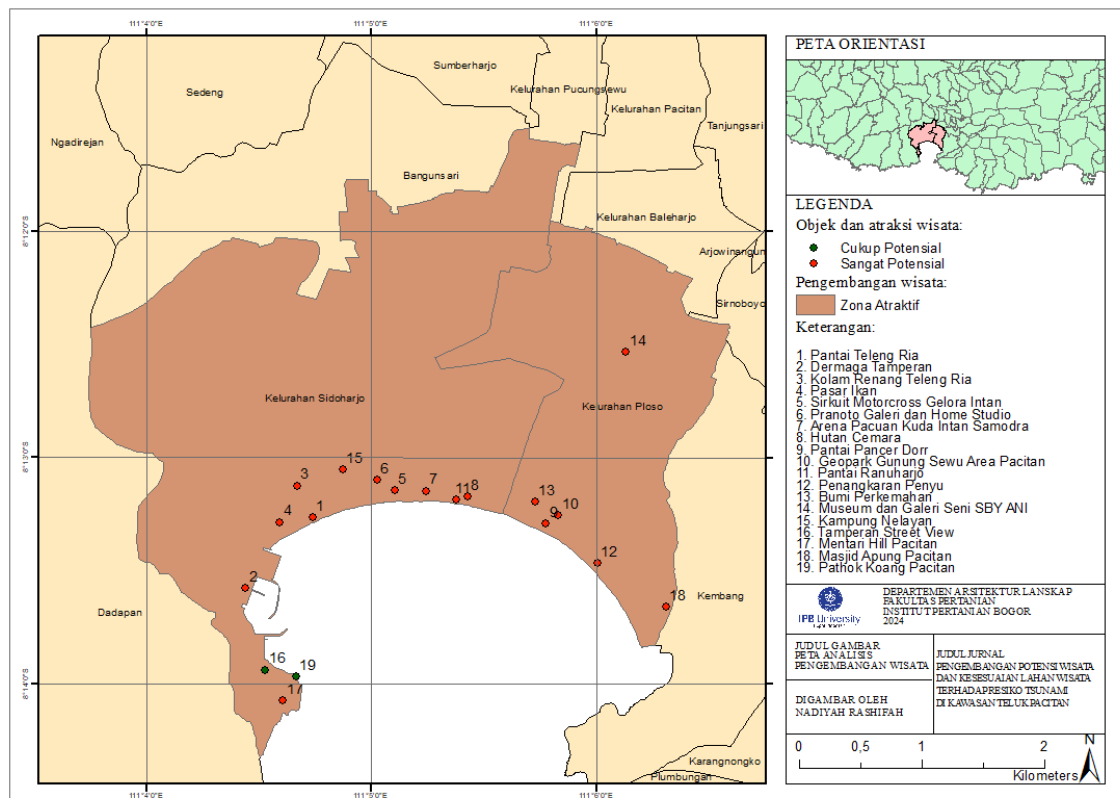 111°4'0"E
111°5'0"E
111°6'0"E
Sumberharjo
Sedeng
Kelurahan Pucungsewu
Kelurahan Pacitan
Tanjungsari
Ngadirejan
Bangunsari
Kelurahan Baleharjo
8°12'0"S
8°12'0"S
Arjowinangun
Sirnoboyo
14
Kelurahan Sidoharjo
Kelurahan Ploso
8°13'0"S
8°13'0"S
15
6
3
5
7
11
8
13
10
9
4
1
12
2
18
Dadapan
Kembang
16
19
8°14'0"S
8°14'0"S
17
Karangnongko
Plumbungan
111°4'0"E
111°5'0"E
111°6'0"E
PETA ORIENTASI
LEGENDA
Objek dan atraksi wisata:
Cukup Potensial
Sangat Potensial
Pengembangan wisata:
Zona Atraktif
Keterangan:
1. Pantai Teleng Ria
2. Dermaga Tamperan
3. Kolam Renang Teleng Ria
4. Pasar Ikan
5. Sirkuit Motorcross Gelora Intan
6. Pranoto Galeri dan Home Studio
7. Arena Pacuan Kuda Intan Samodra
8. Hutan Cemara
9. Pantai Pancer Dorr
10. Geopark Gunung Sewu Area Pacitan
11. Pantai Ranuharjo
12. Penangkaran Penyu
13. Bumi Perkemahan
14. Museum dan Galeri Seni SBY ANI
15. Kampung Nelayan
16. Tamperan Street View
17. Mentari Hill Pacitan
18. Masjid Apung Pacitan
19. Pathok Koang Pacitan
IPB University
DEPARTEMEN ARSITEKTUR LANSKAP
FAKULTAS PERTANIAN
INSTITUT PERTANIAN BOGOR
2024
JUDUL GAMBAR
PETA ANALISIS
PENGEMBANGAN WISATA
JUDUL JURNAL
PENGEMBANGAN POTENSI WISATA
DAN KESESUAIAN LAHAN WISATA
TERHADAP RESIKO TSUNAMI
DI KAWASAN TELUK PACITAN
DIGAMBAR OLEH
NADIYAH RASHIFAH
0 0,5 1 2
Kilometers
N